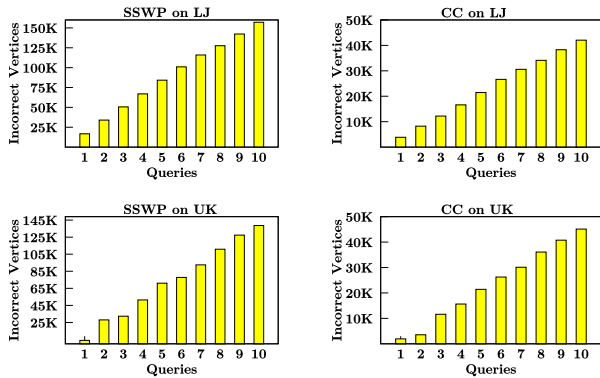 SSWP on LJ
Incorrect Vertices
150K
125K
100K
75K
50K
25K
1 2 3 4 5 6 7 8 9 10
Queries
CC on LJ
Incorrect Vertices
50K
40K
30K
20K
10K
1 2 3 4 5 6 7 8 9 10
Queries
SSWP on UK
Incorrect Vertices
145K
125K
105K
85K
65K
45K
25K
1 2 3 4 5 6 7 8 9 10
Queries
CC on UK
Incorrect Vertices
50K
40K
30K
20K
10K
1 2 3 4 5 6 7 8 9 10
Queries